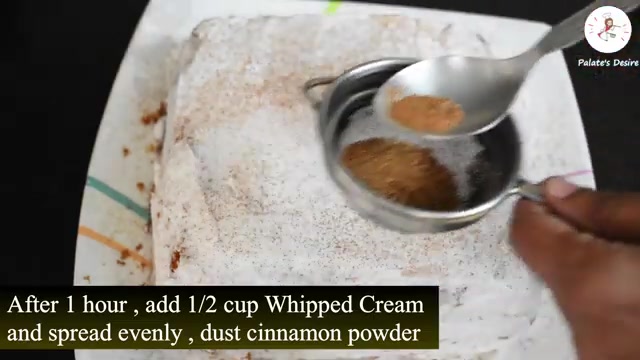 Palate's Desire
After 1 hour , add 1/2 cup Whipped Cream
and spread evenly , dust cinnamon powder